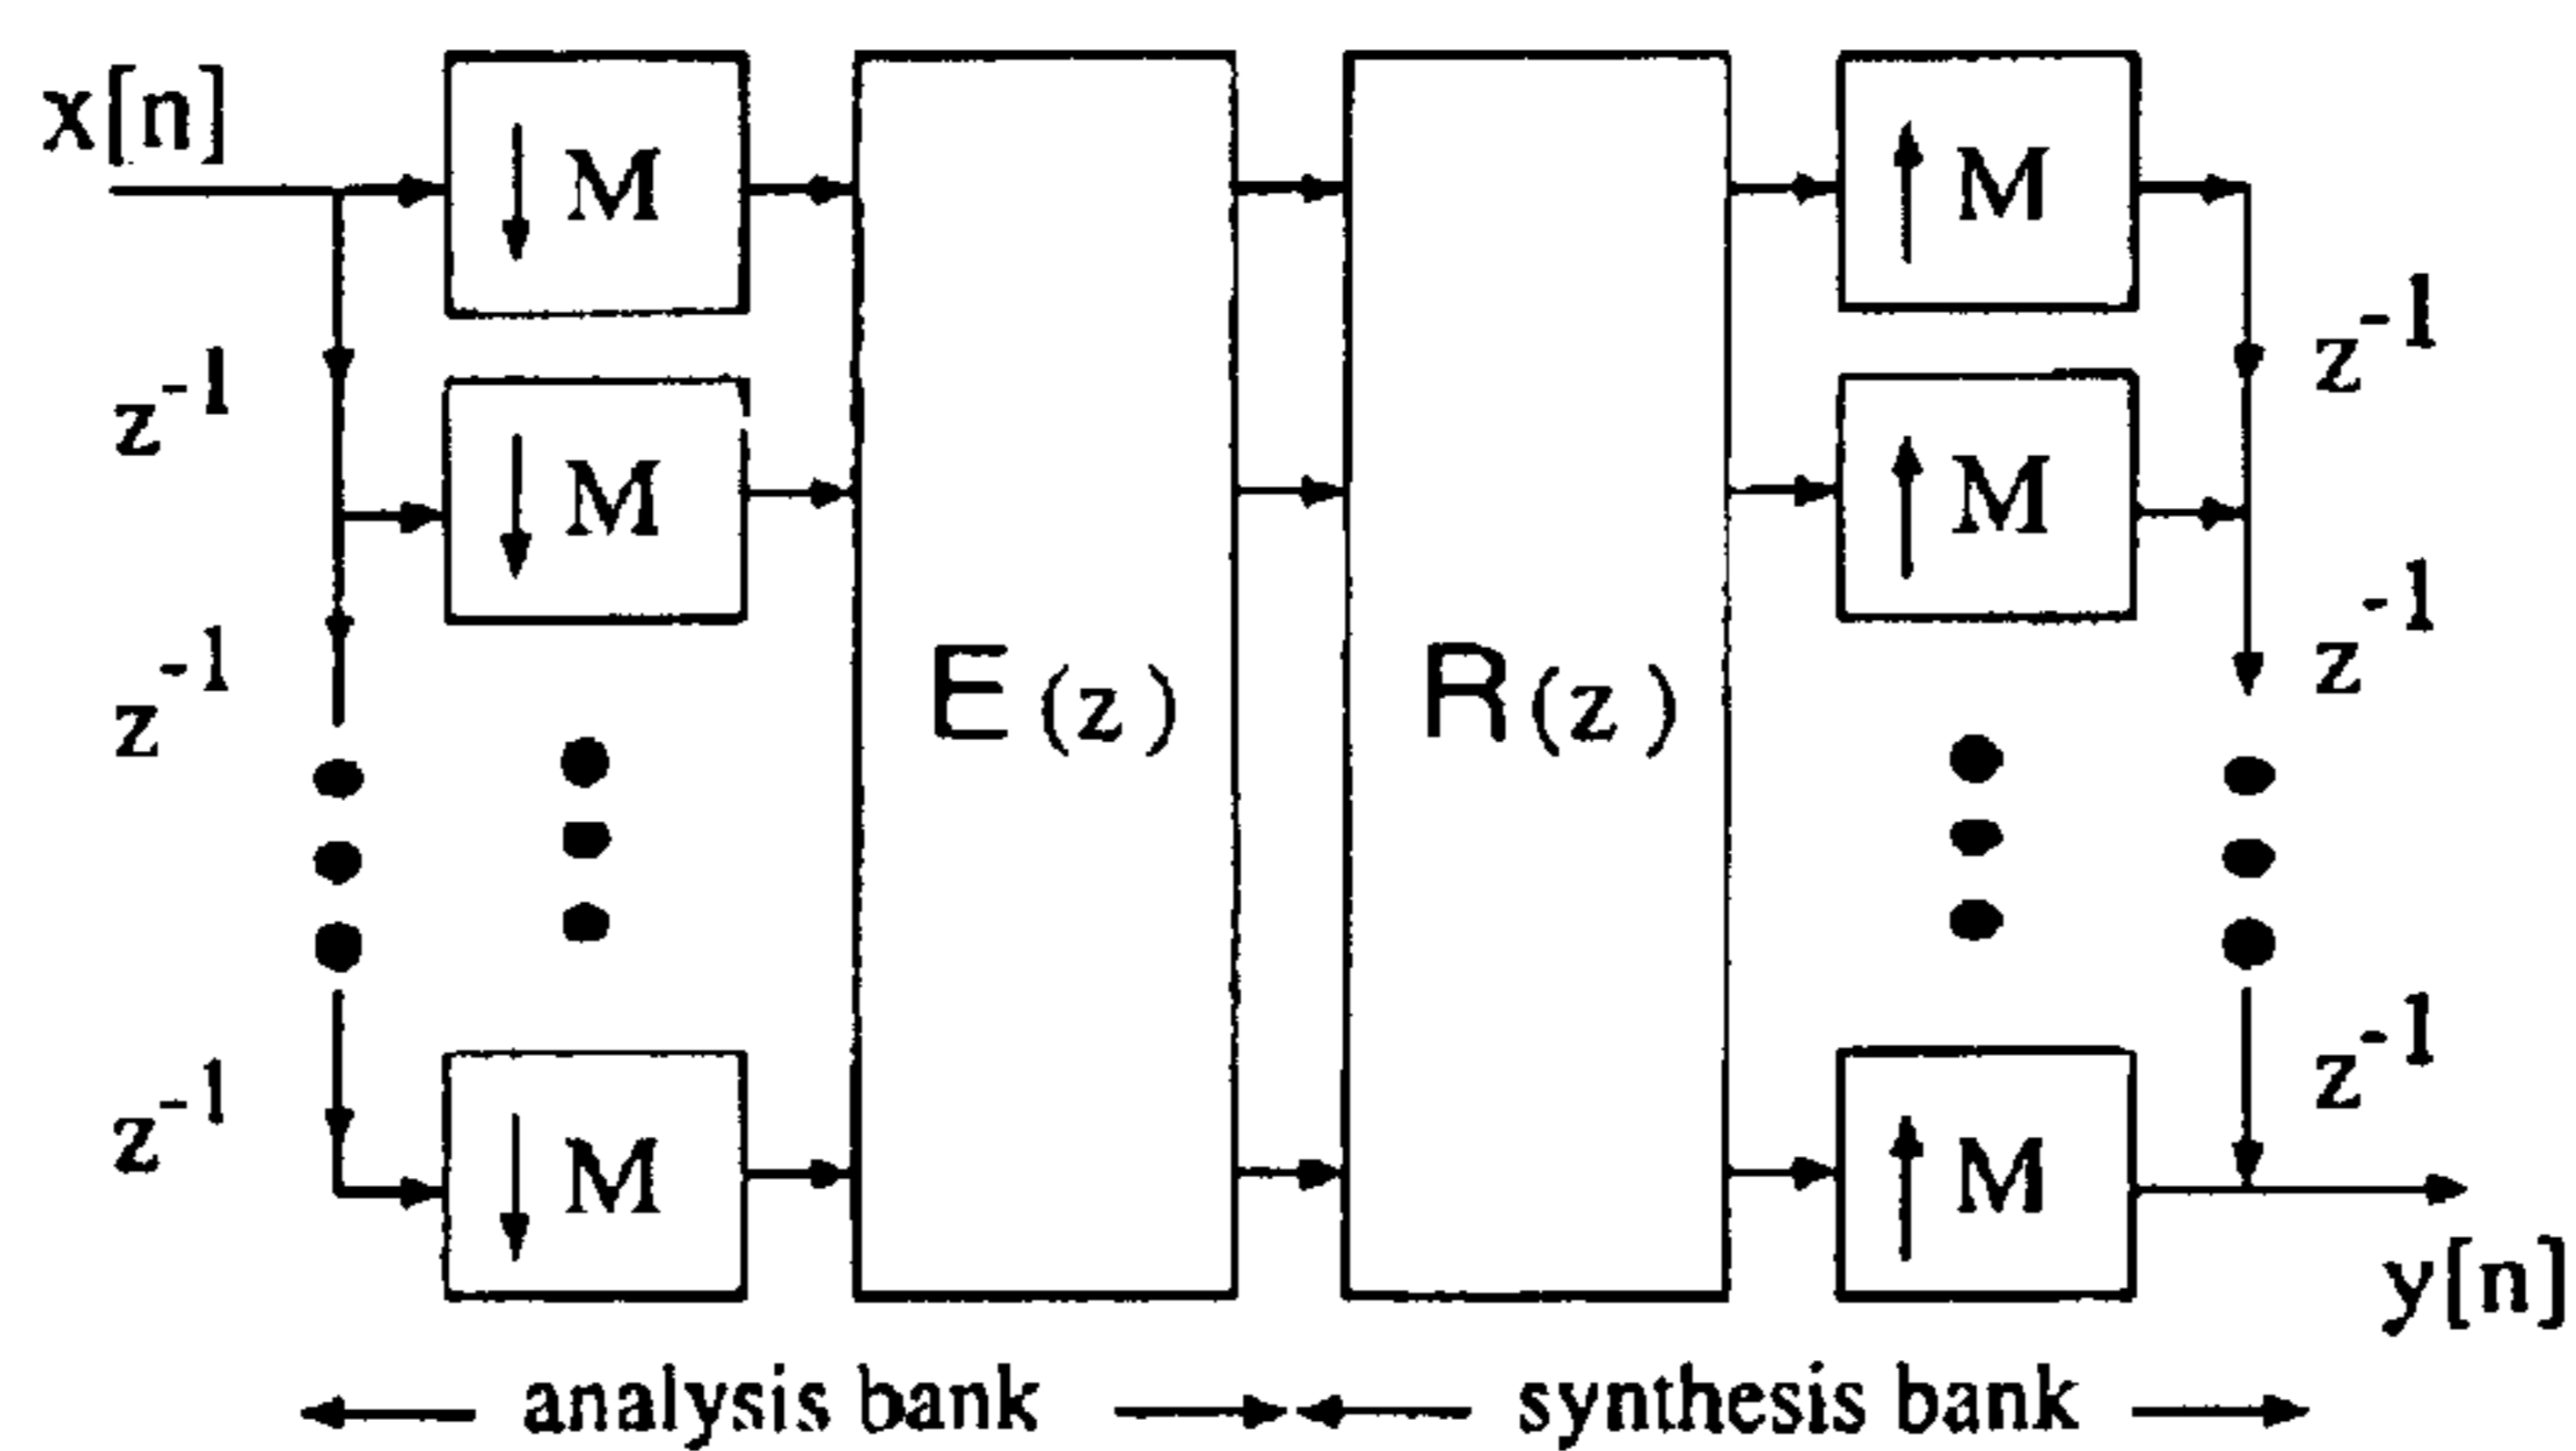 x[n]
↓ M
↑ M
z^-1
z^-1
↓ M
↑ M
z^-1
z^-1
E(z)
R(z)
z^-1
↓ M
↑ M
z^-1
y[n]
analysis bank
synthesis bank